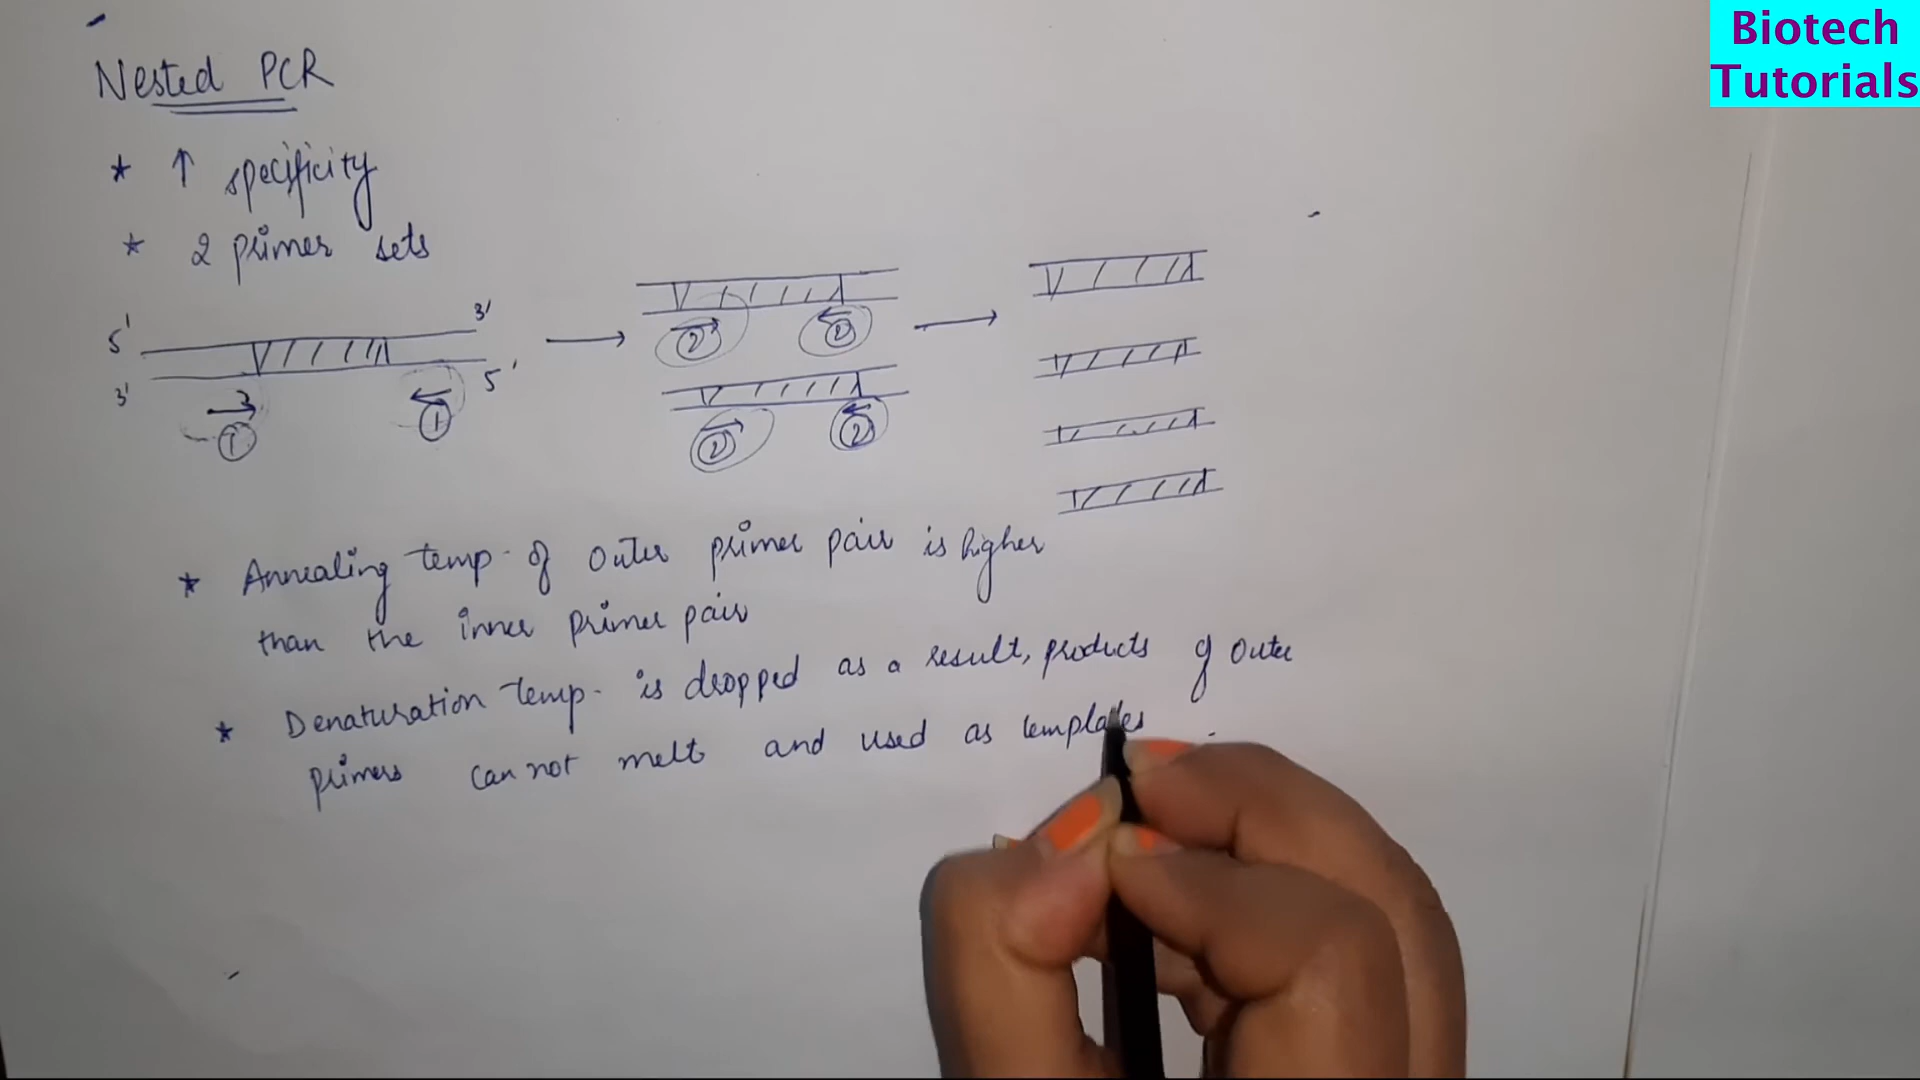 Biotech
Tutorials
Nested PCR
* ↑ specificity
* 2 primer sets
5' 3'
3' 5'
1 1
2 2
2 2
* Annealing temp. of outer primer pair is higher
than the inner primer pair
* Denaturation temp. is dropped as a result, products of outer
primers can not melt and used as templates